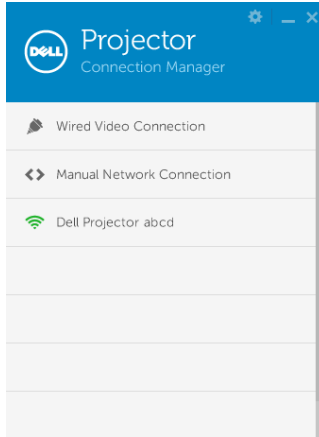 DELL
Projector
Connection Manager
Wired Video Connection
Manual Network Connection
Dell Projector abcd